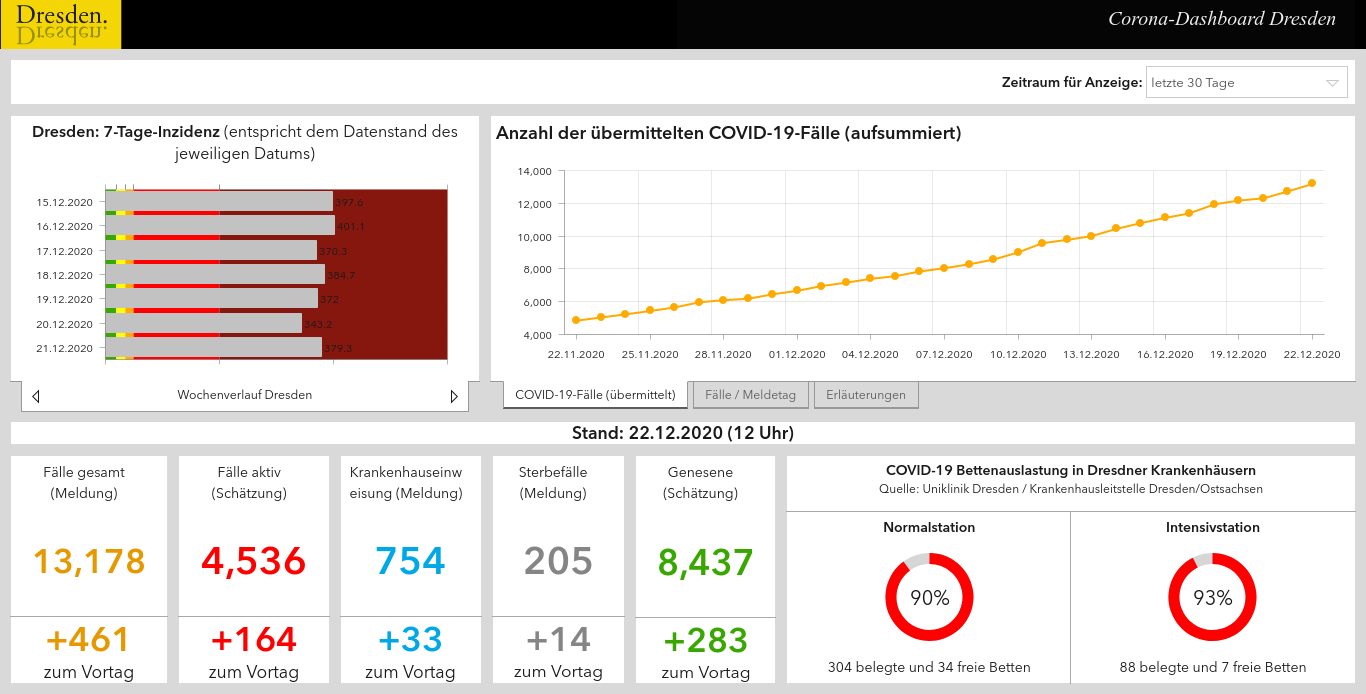 Dresden.
Corona-Dashboard Dresden
Zeitraum für Anzeige: letzte 30 Tage
Dresden: 7-Tage-Inzidenz (entspricht dem Datenstand des
jeweiligen Datums)
15.12.2020 397.6
16.12.2020 401.1
17.12.2020 370.3
18.12.2020 384.7
19.12.2020 372
20.12.2020 343.2
21.12.2020 379.3
Wochenverlauf Dresden
Anzahl der übermittelten COVID-19-Fälle (aufsummiert)
14,000
12,000
10,000
8,000
6,000
4,000
22.11.2020 25.11.2020 28.11.2020 01.12.2020 04.12.2020 07.12.2020 10.12.2020 13.12.2020 16.12.2020 19.12.2020 22.12.2020
COVID-19-Fälle (übermittelt) Fälle / Meldetag Erläuterungen
Stand: 22.12.2020 (12 Uhr)
Fälle gesamt
(Meldung)
13,178
+461
zum Vortag
Fälle aktiv
(Schätzung)
4,536
+164
zum Vortag
Krankenhauseinw
eisung (Meldung)
754
+33
zum Vortag
Sterbefälle
(Meldung)
205
+14
zum Vortag
Genesene
(Schätzung)
8,437
+283
zum Vortag
COVID-19 Bettenauslastung in Dresdner Krankenhäusern
Quelle: Uniklinik Dresden / Krankenhausleitstelle Dresden/Ostsachsen
Normalstation
90%
304 belegte und 34 freie Betten
Intensivstation
93%
88 belegte und 7 freie Betten